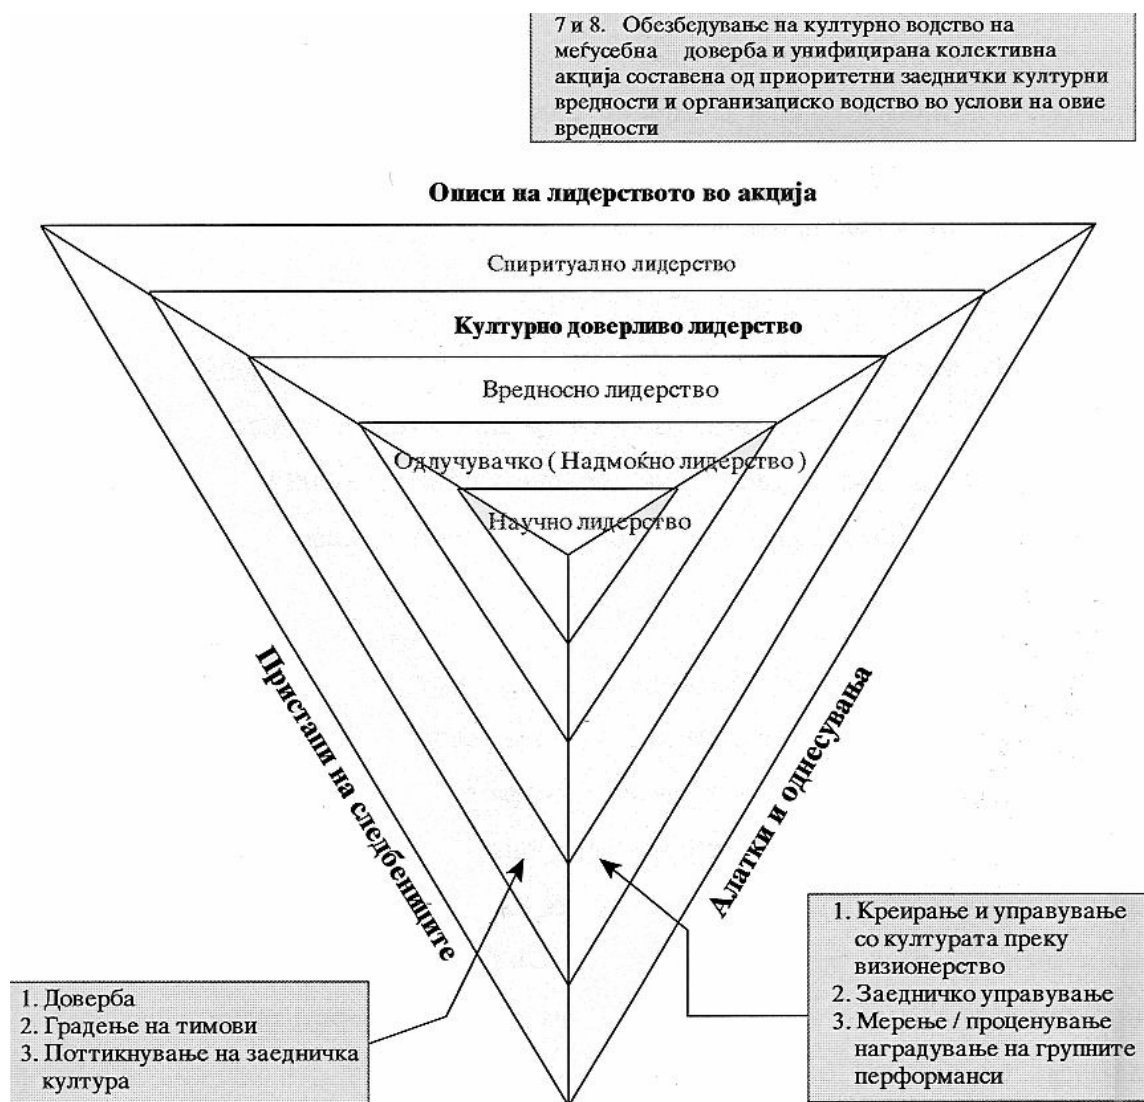 7 и 8. Обезбедување на културно водство на
меѓусебна доверба и унифицирана колективна
акција составена од приоритетни заеднички културни
вредности и организациско водство во услови на овие
вредности
Описи на лидерството во акција
Спиритуално лидерство
Културно доверливо лидерство
Вредносно лидерство
Одлучувачко ( Надмоќно лидерство )
Научно лидерство
Пристапи на следбениците
Алатки и однесувања
1. Доверба
2. Градење на тимови
3. Поттикнување на заедничка
култура
1. Креирање и управување
со културата преку
визионерство
2. Заедничко управување
3. Мерење / проценување
наградување на групните
перформанси